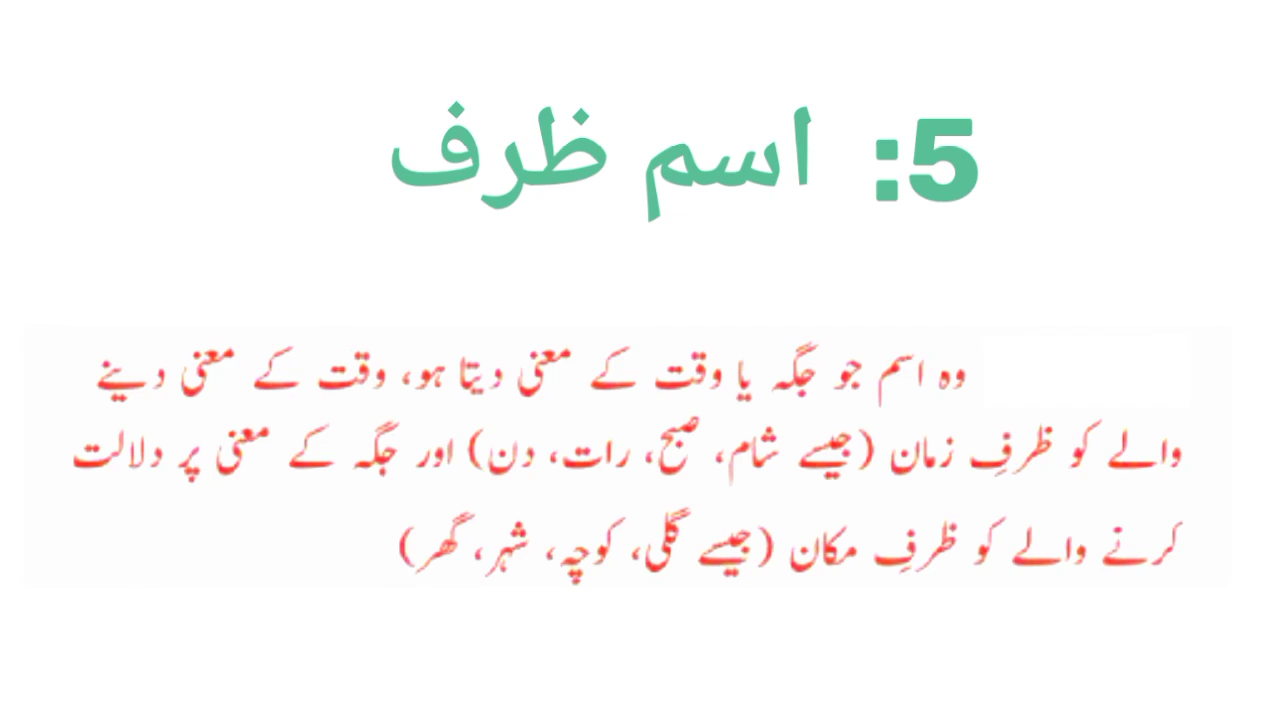 5: اسم ظرف
وہ اسم جو جگہ یا وقت کے معنی دیتا ہو، وقت کے معنی دینے
والے کو ظرفِ زمان (جیسے شام، صبح، رات، دن) اور جگہ کے معنی پر دلالت
کرنے والے کو ظرفِ مکان (جیسے گلی، کوچہ، شہر، گھر)